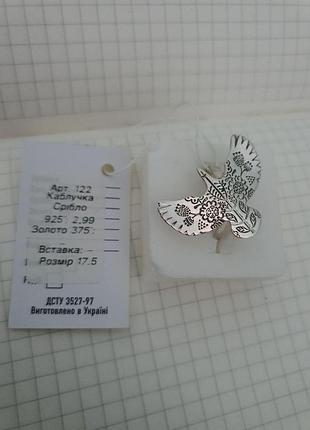 Арт. 122
Каблучка
Срібло
925° 2,99
Золото 375°
Вставка:
Розмір 17.5
ДСТУ 3527-97
Виготовлено в Україні